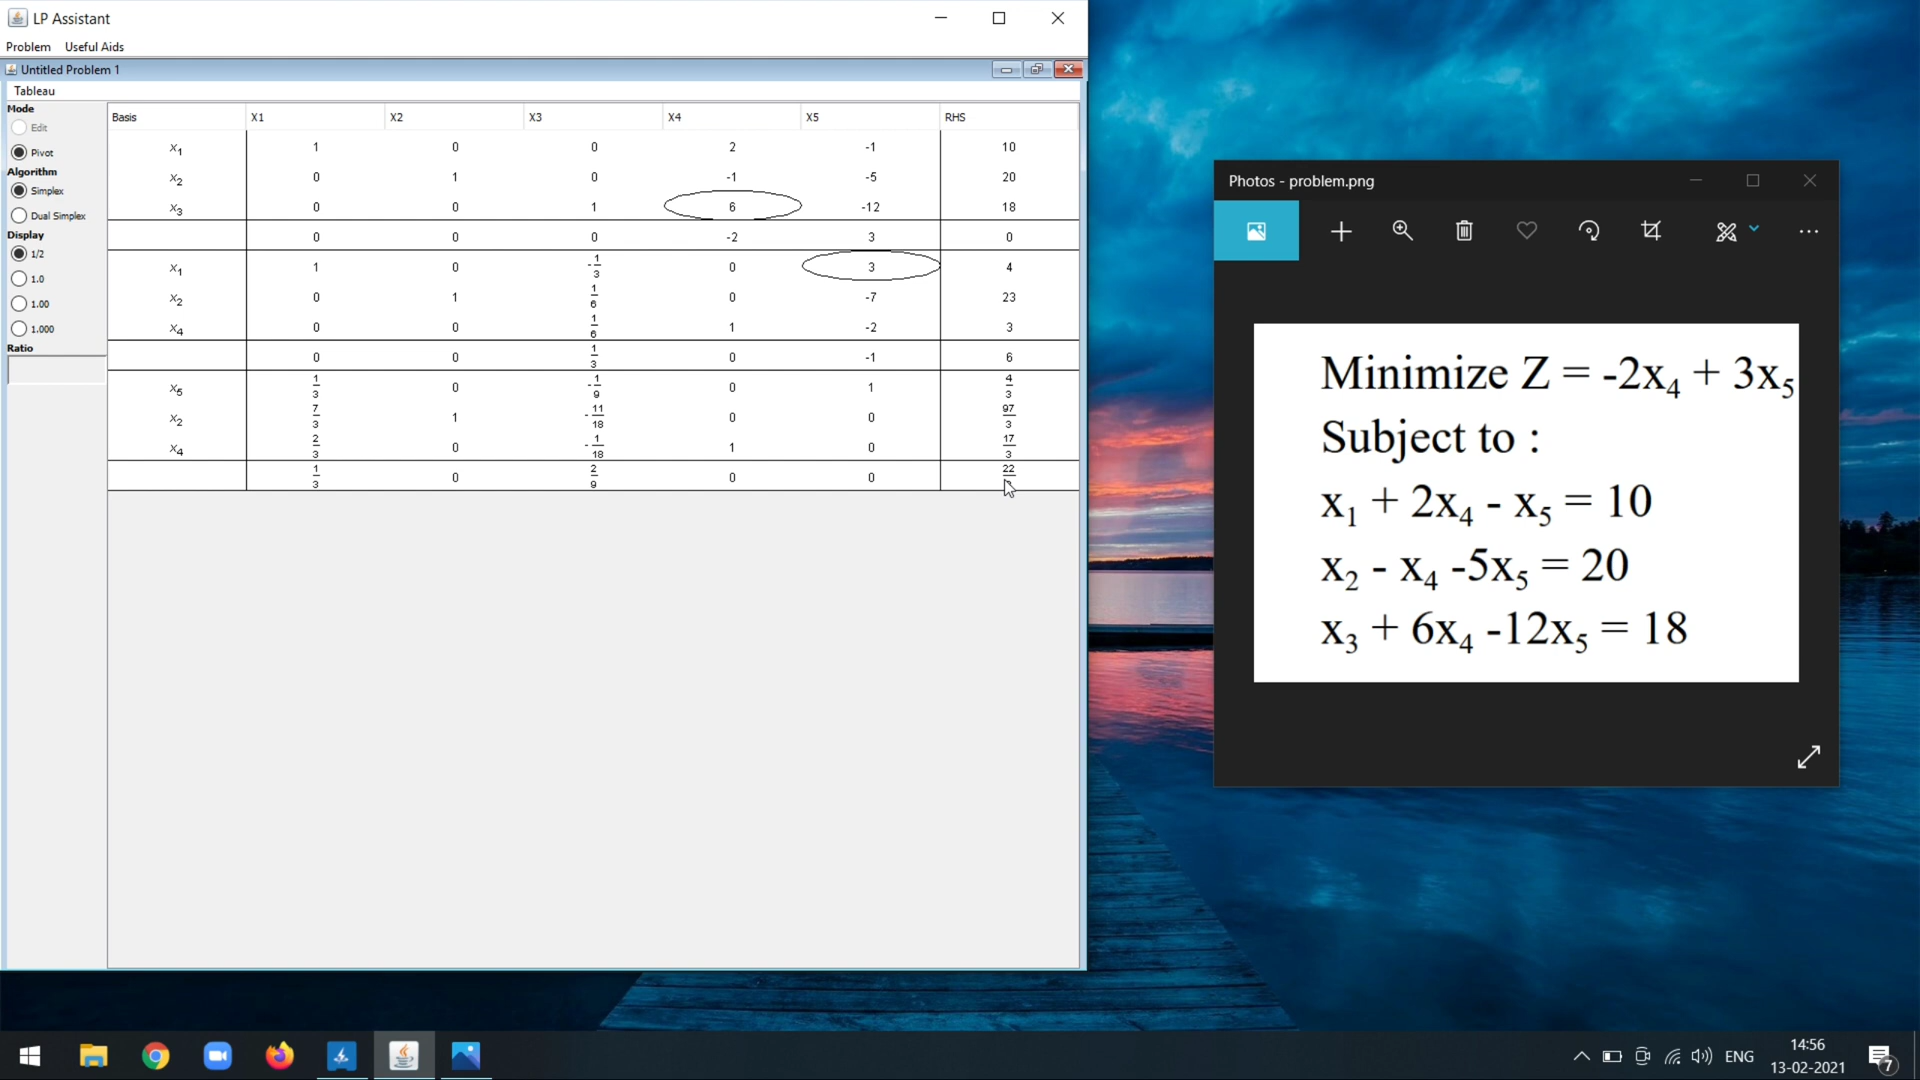 LP Assistant
Problem Useful Aids
Untitled Problem 1
Tableau
Mode
Edit
Pivot
Algorithm
Simplex
Dual Simplex
Display
1/2
1.0
1.00
1.000
Ratio
Basis X1 X2 X3 X4 X5 RHS
x₁ 1 0 0 2 -1 10
x₂ 0 1 0 -1 -5 20
x₃ 0 0 1 6 -12 18
0 0 0 -2 3 0
x₁ 1 0 -1/3 0 3 4
x₂ 0 1 1/6 0 -7 23
x₄ 0 0 1/6 1 -2 3
0 0 1/3 0 -1 6
x₅ 1/3 0 -1/9 0 1 4/3
x₂ 7/3 1 -11/18 0 0 97/3
x₄ 2/3 0 -1/18 1 0 17/3
1/3 0 2/9 0 0 22
Photos - problem.png
Minimize Z = -2x₄ + 3x₅
Subject to :
x₁ + 2x₄ - x₅ = 10
x₂ - x₄ -5x₅ = 20
x₃ + 6x₄ -12x₅ = 18
ENG
14:56
13-02-2021
7